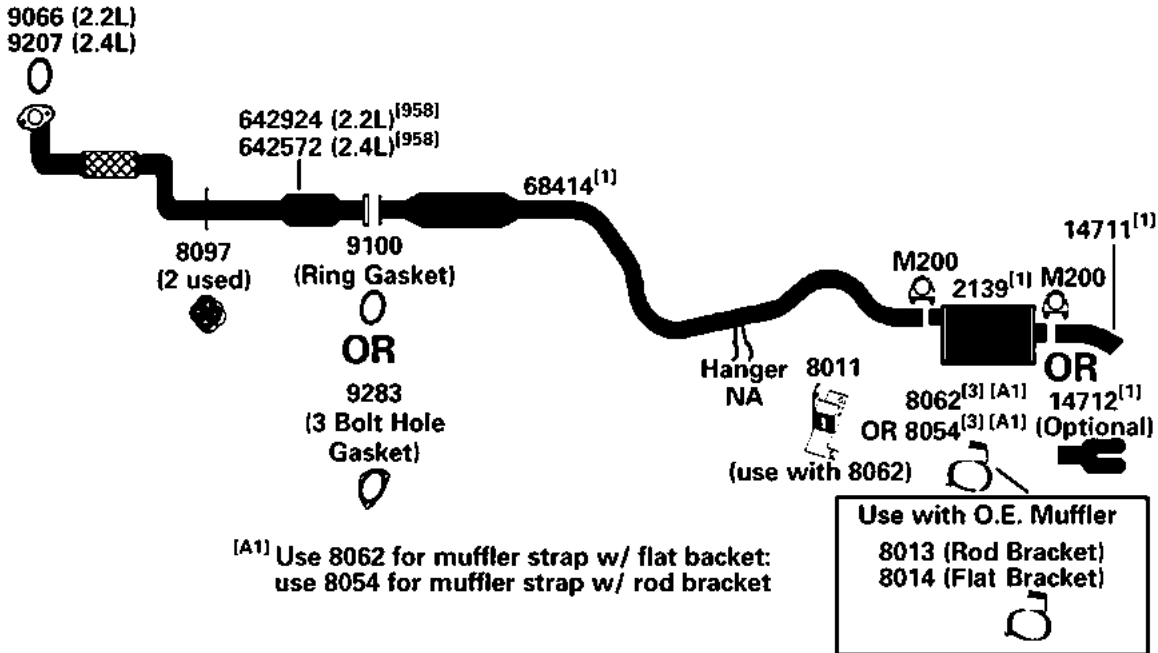 9066 (2.2L)
9207 (2.4L)
642924 (2.2L)[958]
642572 (2.4L)[958]
68414[1]
8097
(2 used)
9100
(Ring Gasket)
OR
9283
(3 Bolt Hole
Gasket)
Hanger
NA
8011
(use with 8062)
M200
2139[1]
M200
14711[1]
OR
14712[1]
(Optional)
8062[3] [A1]
OR 8054[3] [A1]
Use with O.E. Muffler
8013 (Rod Bracket)
8014 (Flat Bracket)
[A1] Use 8062 for muffler strap w/ flat backet:
use 8054 for muffler strap w/ rod bracket